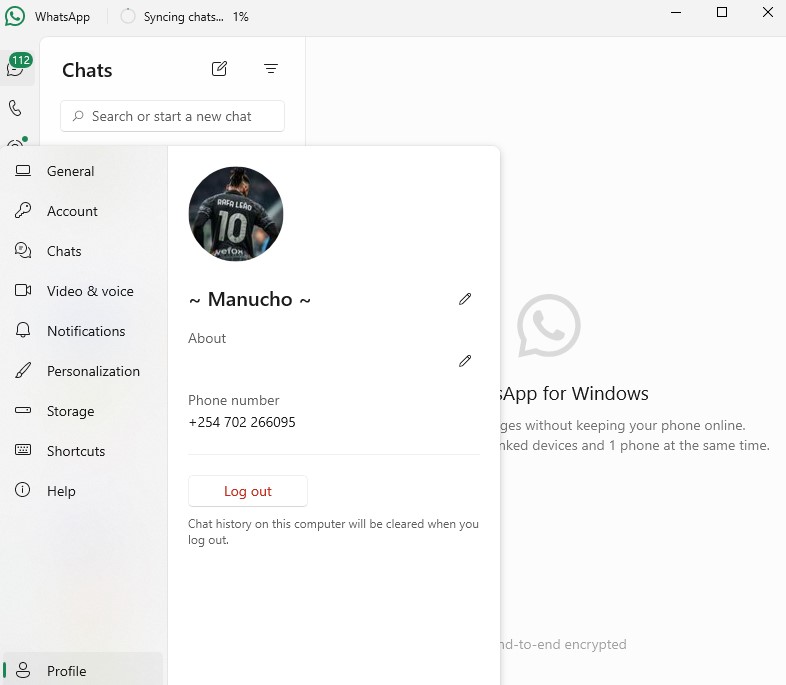 WhatsApp
Syncing chats... 1%
112
Chats
Search or start a new chat
General
Account
Chats
Video & voice
Notifications
Personalization
Storage
Shortcuts
Help
Profile
RAFA LEÃO
10
wefox
~ Manucho ~
About
Phone number
+254 702 266095
Log out
Chat history on this computer will be cleared when you
log out.
sApp for Windows
ges without keeping your phone online.
nked devices and 1 phone at the same time.
nd-to-end encrypted